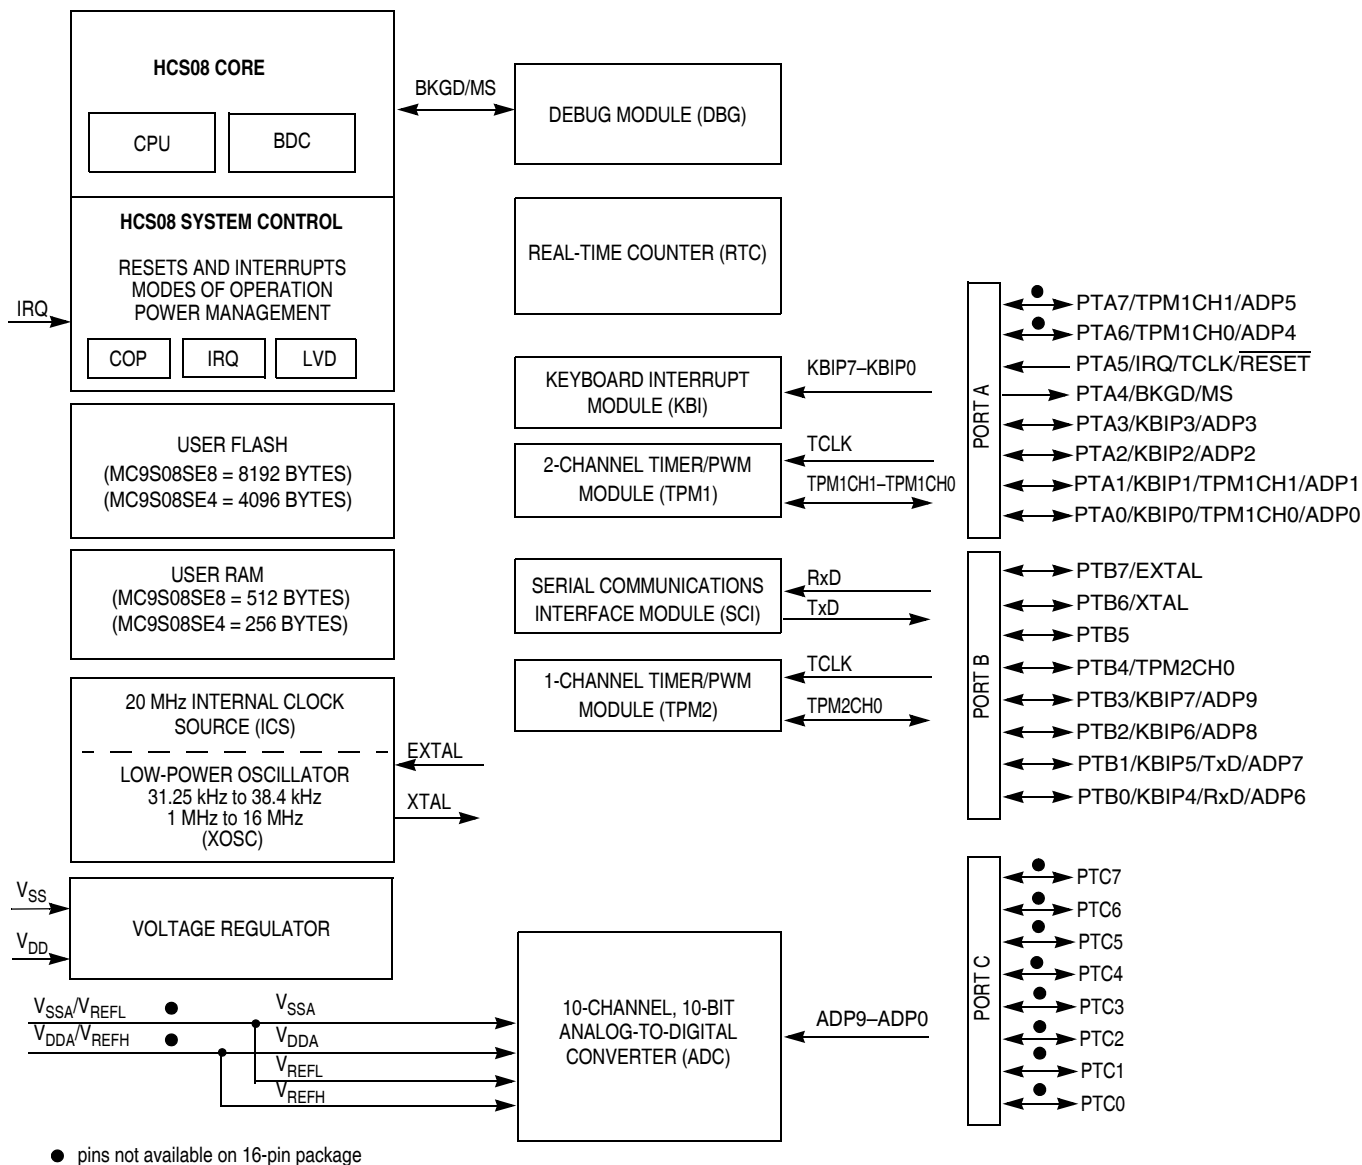 HCS08 CORE
CPU
BDC
HCS08 SYSTEM CONTROL
RESETS AND INTERRUPTS
MODES OF OPERATION
POWER MANAGEMENT
COP
IRQ
LVD
IRQ
USER FLASH
(MC9S08SE8 = 8192 BYTES)
(MC9S08SE4 = 4096 BYTES)
USER RAM
(MC9S08SE8 = 512 BYTES)
(MC9S08SE4 = 256 BYTES)
20 MHz INTERNAL CLOCK
SOURCE (ICS)
LOW-POWER OSCILLATOR
31.25 kHz to 38.4 kHz
1 MHz to 16 MHz
(XOSC)
EXTAL
XTAL
VSS
VDD
VOLTAGE REGULATOR
VSSA/VREFL
VDDA/VREFH
VSSA
VDDA
VREFL
VREFH
BKGD/MS
DEBUG MODULE (DBG)
REAL-TIME COUNTER (RTC)
KEYBOARD INTERRUPT
MODULE (KBI)
KBIP7–KBIP0
2-CHANNEL TIMER/PWM
MODULE (TPM1)
TCLK
TPM1CH1–TPM1CH0
SERIAL COMMUNICATIONS
INTERFACE MODULE (SCI)
RxD
TxD
1-CHANNEL TIMER/PWM
MODULE (TPM2)
TCLK
TPM2CH0
10-CHANNEL, 10-BIT
ANALOG-TO-DIGITAL
CONVERTER (ADC)
ADP9–ADP0
PORT A
PTA7/TPM1CH1/ADP5
PTA6/TPM1CH0/ADP4
PTA5/IRQ/TCLK/RESET
PTA4/BKGD/MS
PTA3/KBIP3/ADP3
PTA2/KBIP2/ADP2
PTA1/KBIP1/TPM1CH1/ADP1
PTA0/KBIP0/TPM1CH0/ADP0
PORT B
PTB7/EXTAL
PTB6/XTAL
PTB5
PTB4/TPM2CH0
PTB3/KBIP7/ADP9
PTB2/KBIP6/ADP8
PTB1/KBIP5/TxD/ADP7
PTB0/KBIP4/RxD/ADP6
PORT C
PTC7
PTC6
PTC5
PTC4
PTC3
PTC2
PTC1
PTC0
● pins not available on 16-pin package